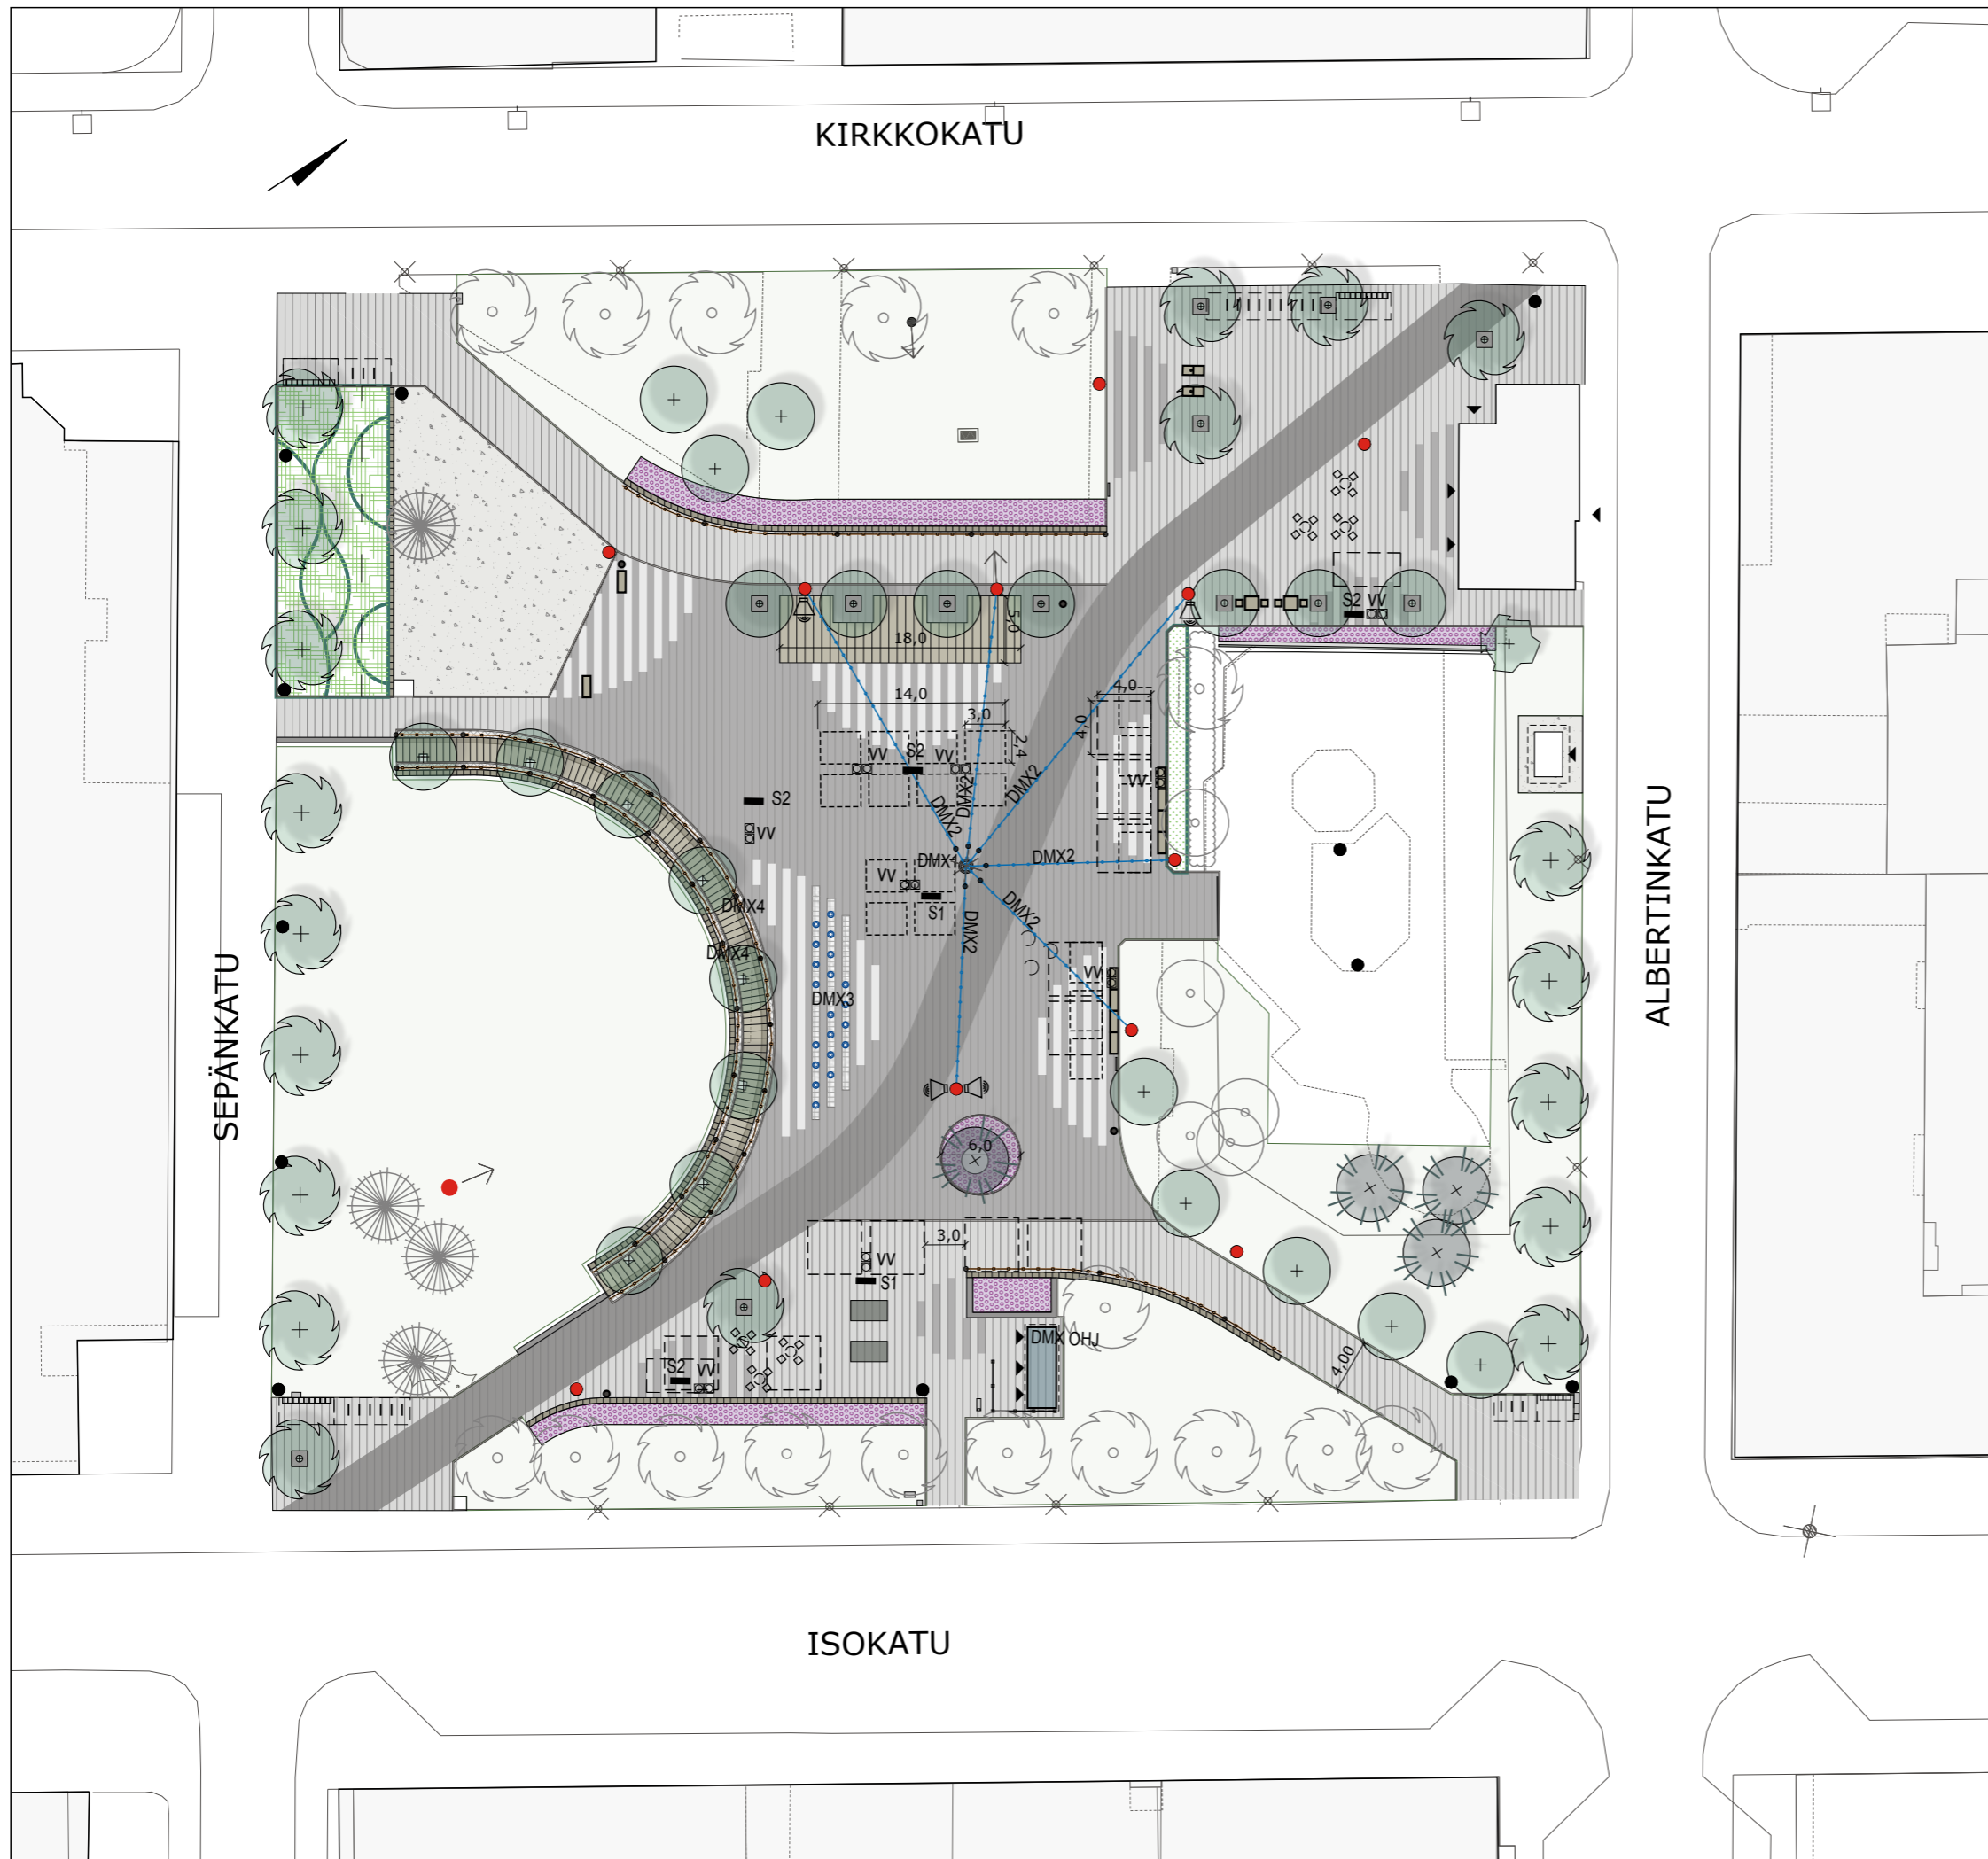 KIRKKOKATU
S2 VV
5,0
18,0
14,0
4,0
3,0
4,0
2,4
VV
S2
VV
DMX2
DMX2
DMX2
VV
S2
VV
DMX1
DMX2
VV
S1
DMX2
DMX2
DMX4
DMX4
DMX3
VV
SEPÄNKATU
ALBERTINKATU
6,0
3,0
VV
S1
DMX OHJ
S2
VV
4,00
ISOKATU